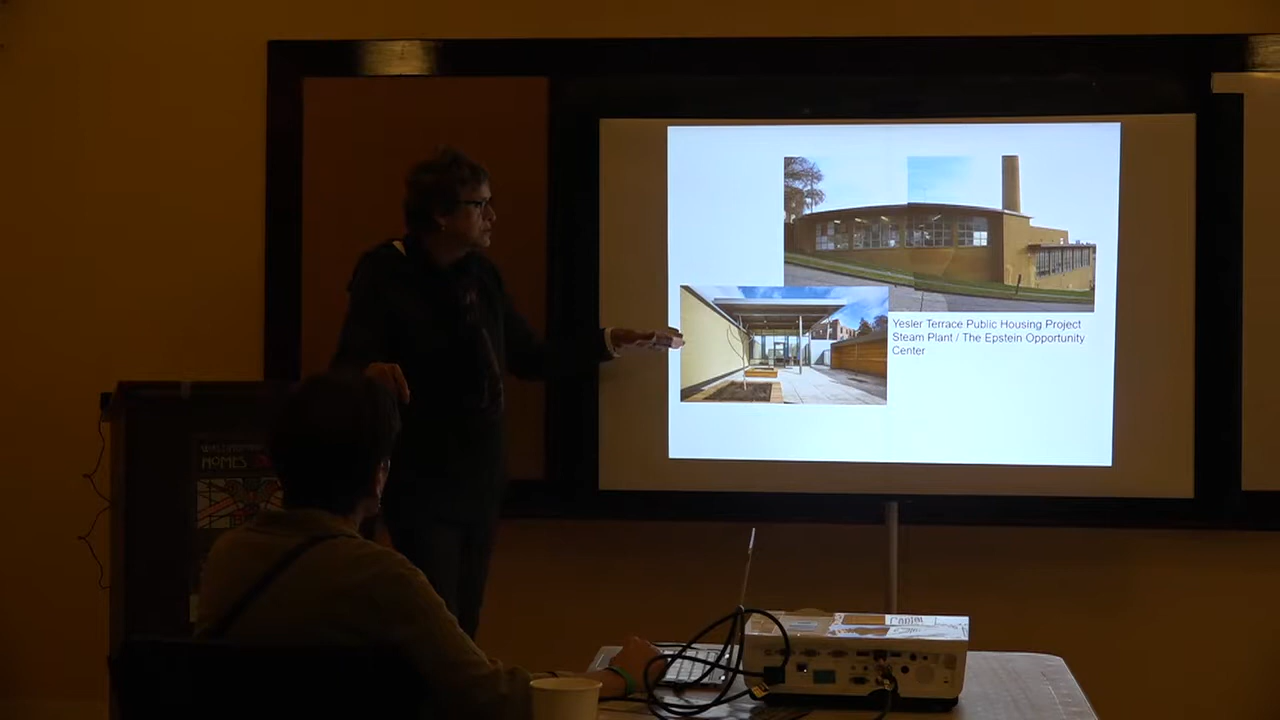 Yesler Terrace Public Housing Project
Steam Plant / The Epstein Opportunity
Center
HOMES